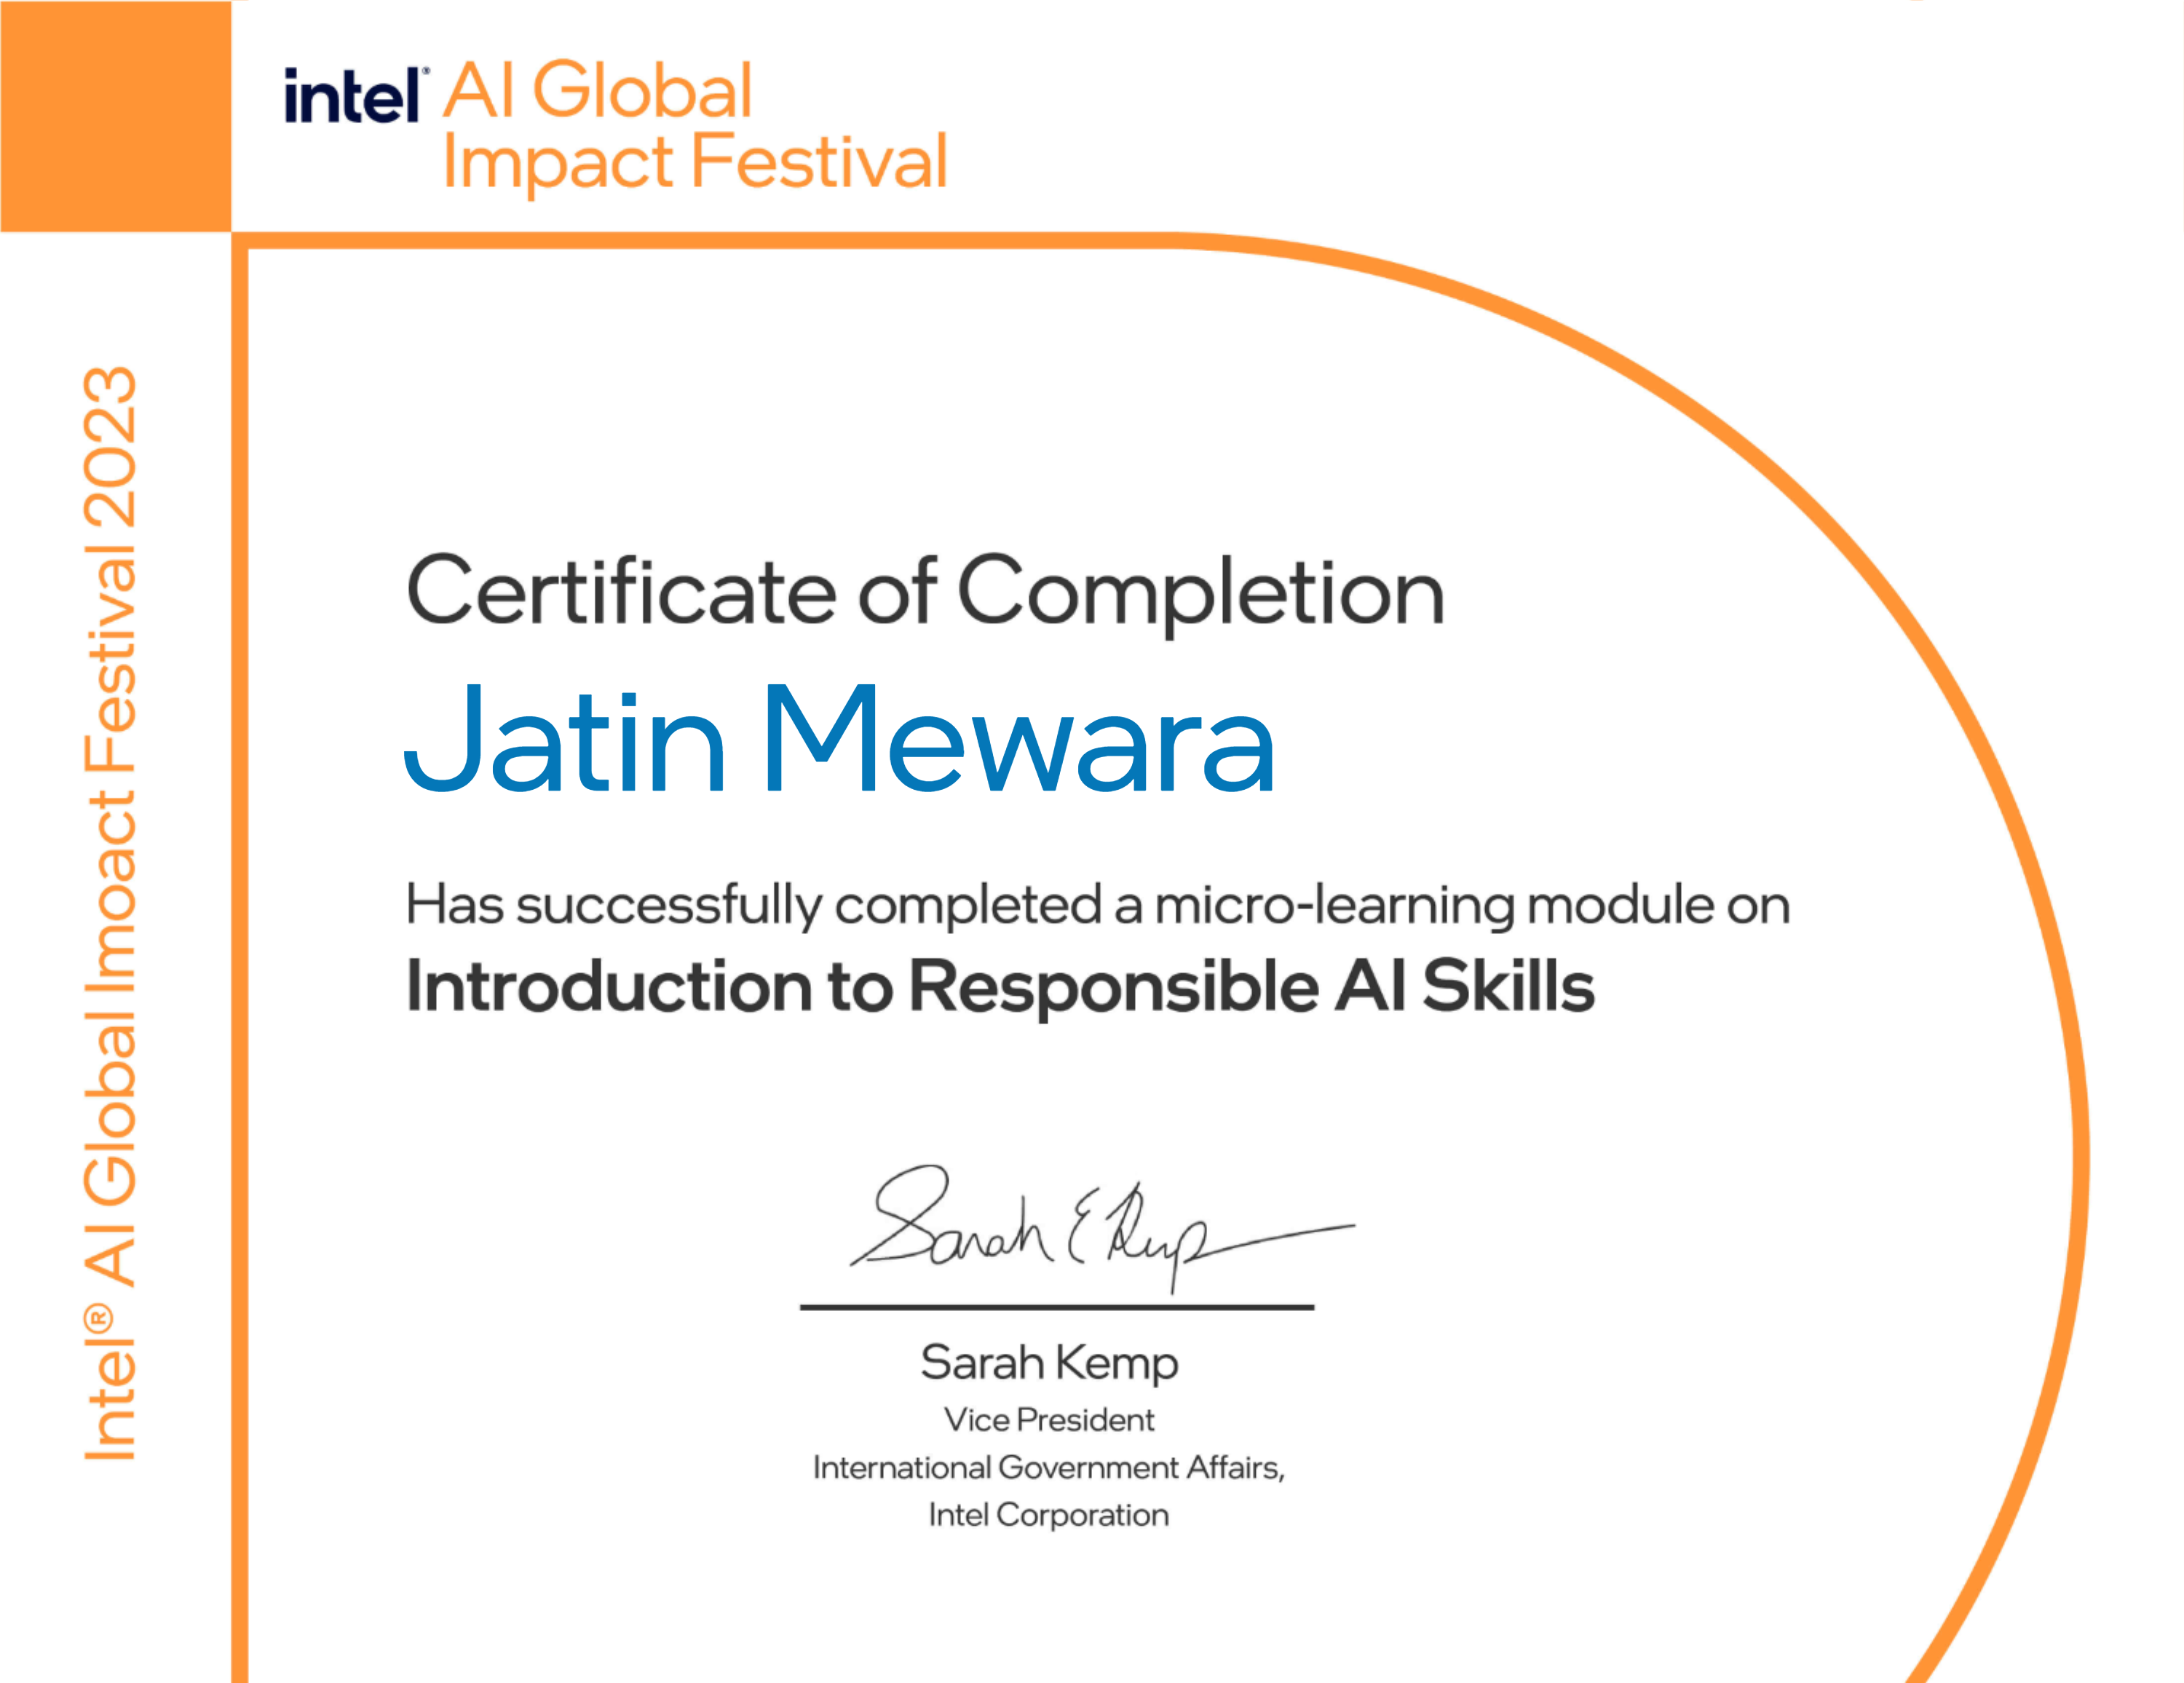 intel® AI Global
Impact Festival
Intel® AI Global Imoact Festival 2023
Certificate of Completion
Jatin Mewara
Has successfully completed a micro-learning module on
Introduction to Responsible AI Skills
Sarah E Kemp
Sarah Kemp
Vice President
International Government Affairs,
Intel Corporation